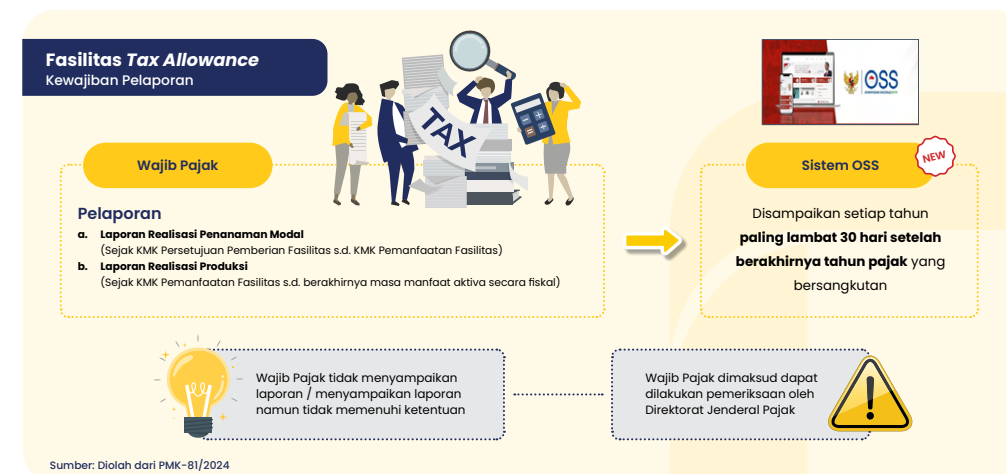 Fasilitas Tax Allowance
Kewajiban Pelaporan
TAX
OSS
Wajib Pajak
Sistem OSS
NEW
Pelaporan
a. Laporan Realisasi Penanaman Modal
(Sejak KMK Persetujuan Pemberian Fasilitas s.d. KMK Pemanfaatan Fasilitas)
b. Laporan Realisasi Produksi
(Sejak KMK Pemanfaatan Fasilitas s.d. berakhirnya masa manfaat aktiva secara fiskal)
Disampaikan setiap tahun
paling lambat 30 hari setelah
berakhirnya tahun pajak yang
bersangkutan
Wajib Pajak tidak menyampaikan
laporan / menyampaikan laporan
namun tidak memenuhi ketentuan
Wajib Pajak dimaksud dapat
dilakukan pemeriksaan oleh
Direktorat Jenderal Pajak
Sumber: Diolah dari PMK-81/2024